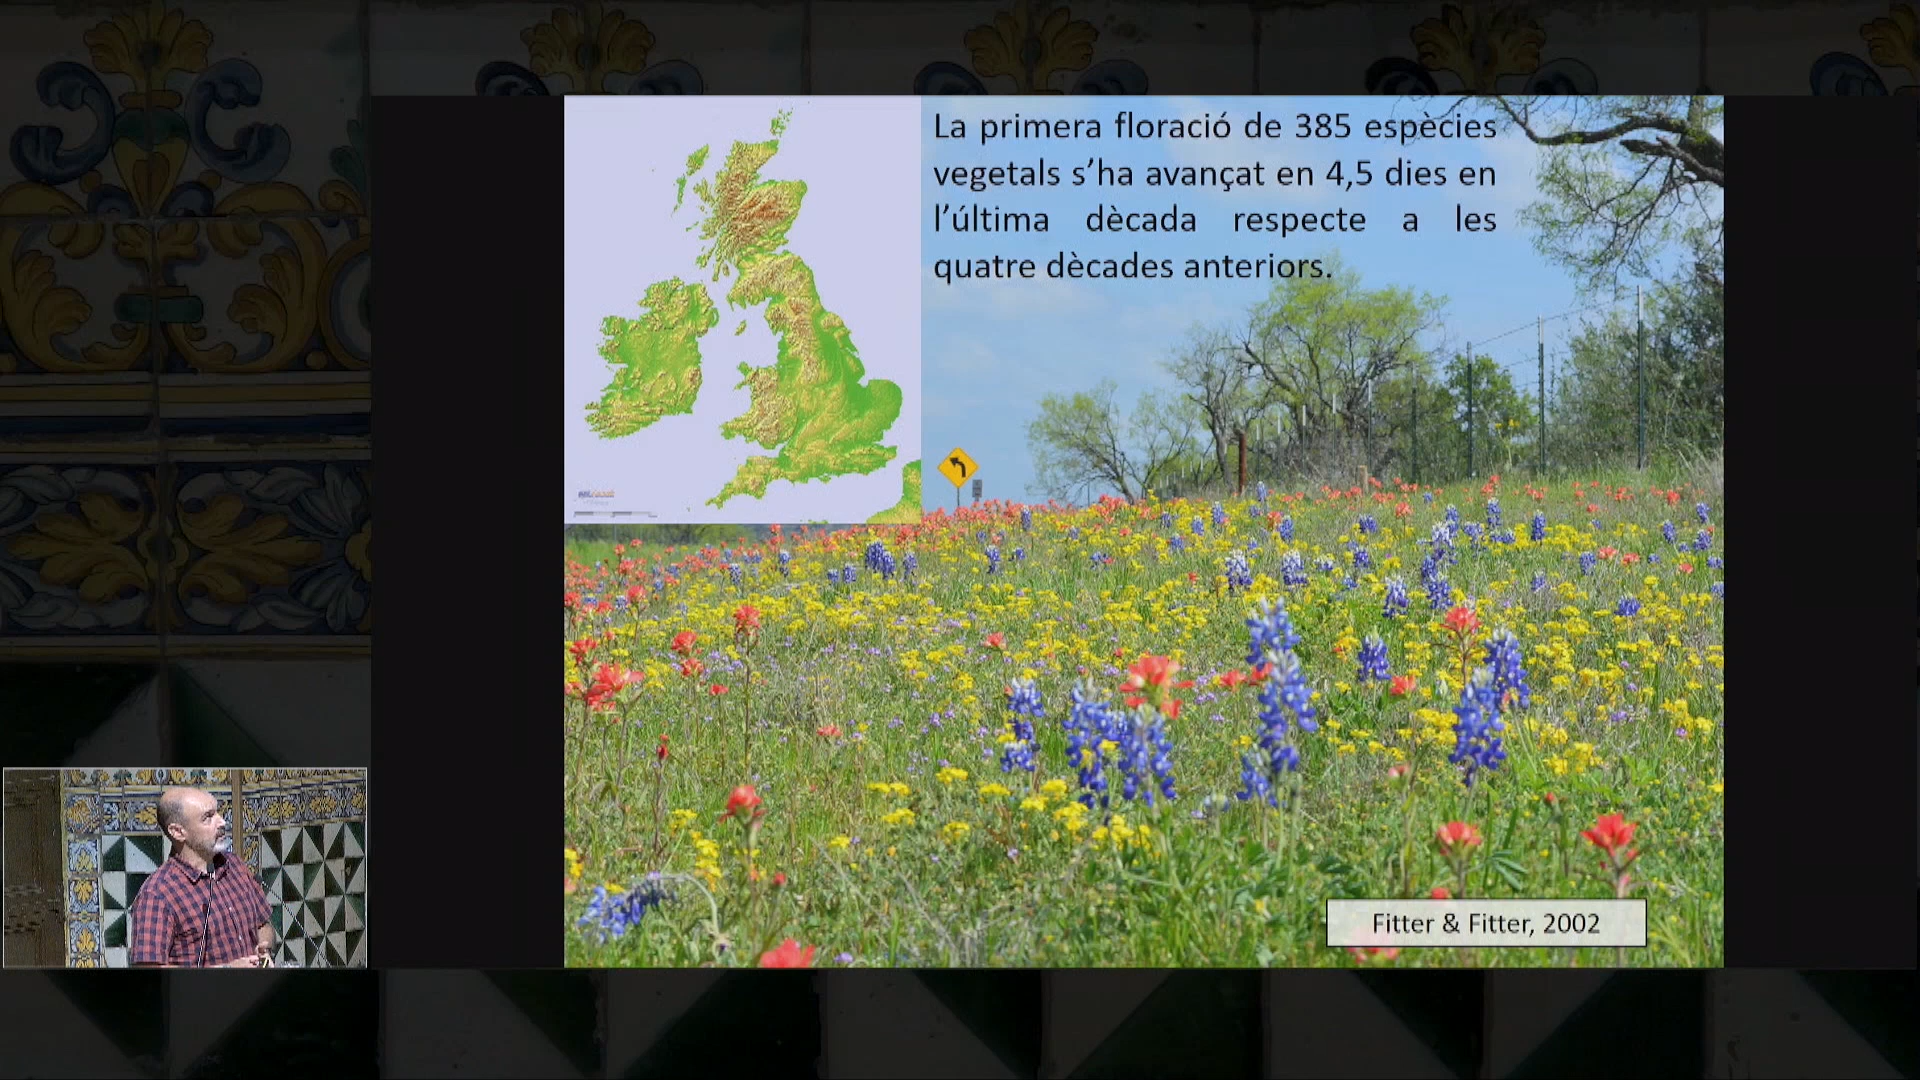 La primera floració de 385 espècies
vegetals s’ha avançat en 4,5 dies en
l’última dècada respecte a les
quatre dècades anteriors.
Fitter & Fitter, 2002